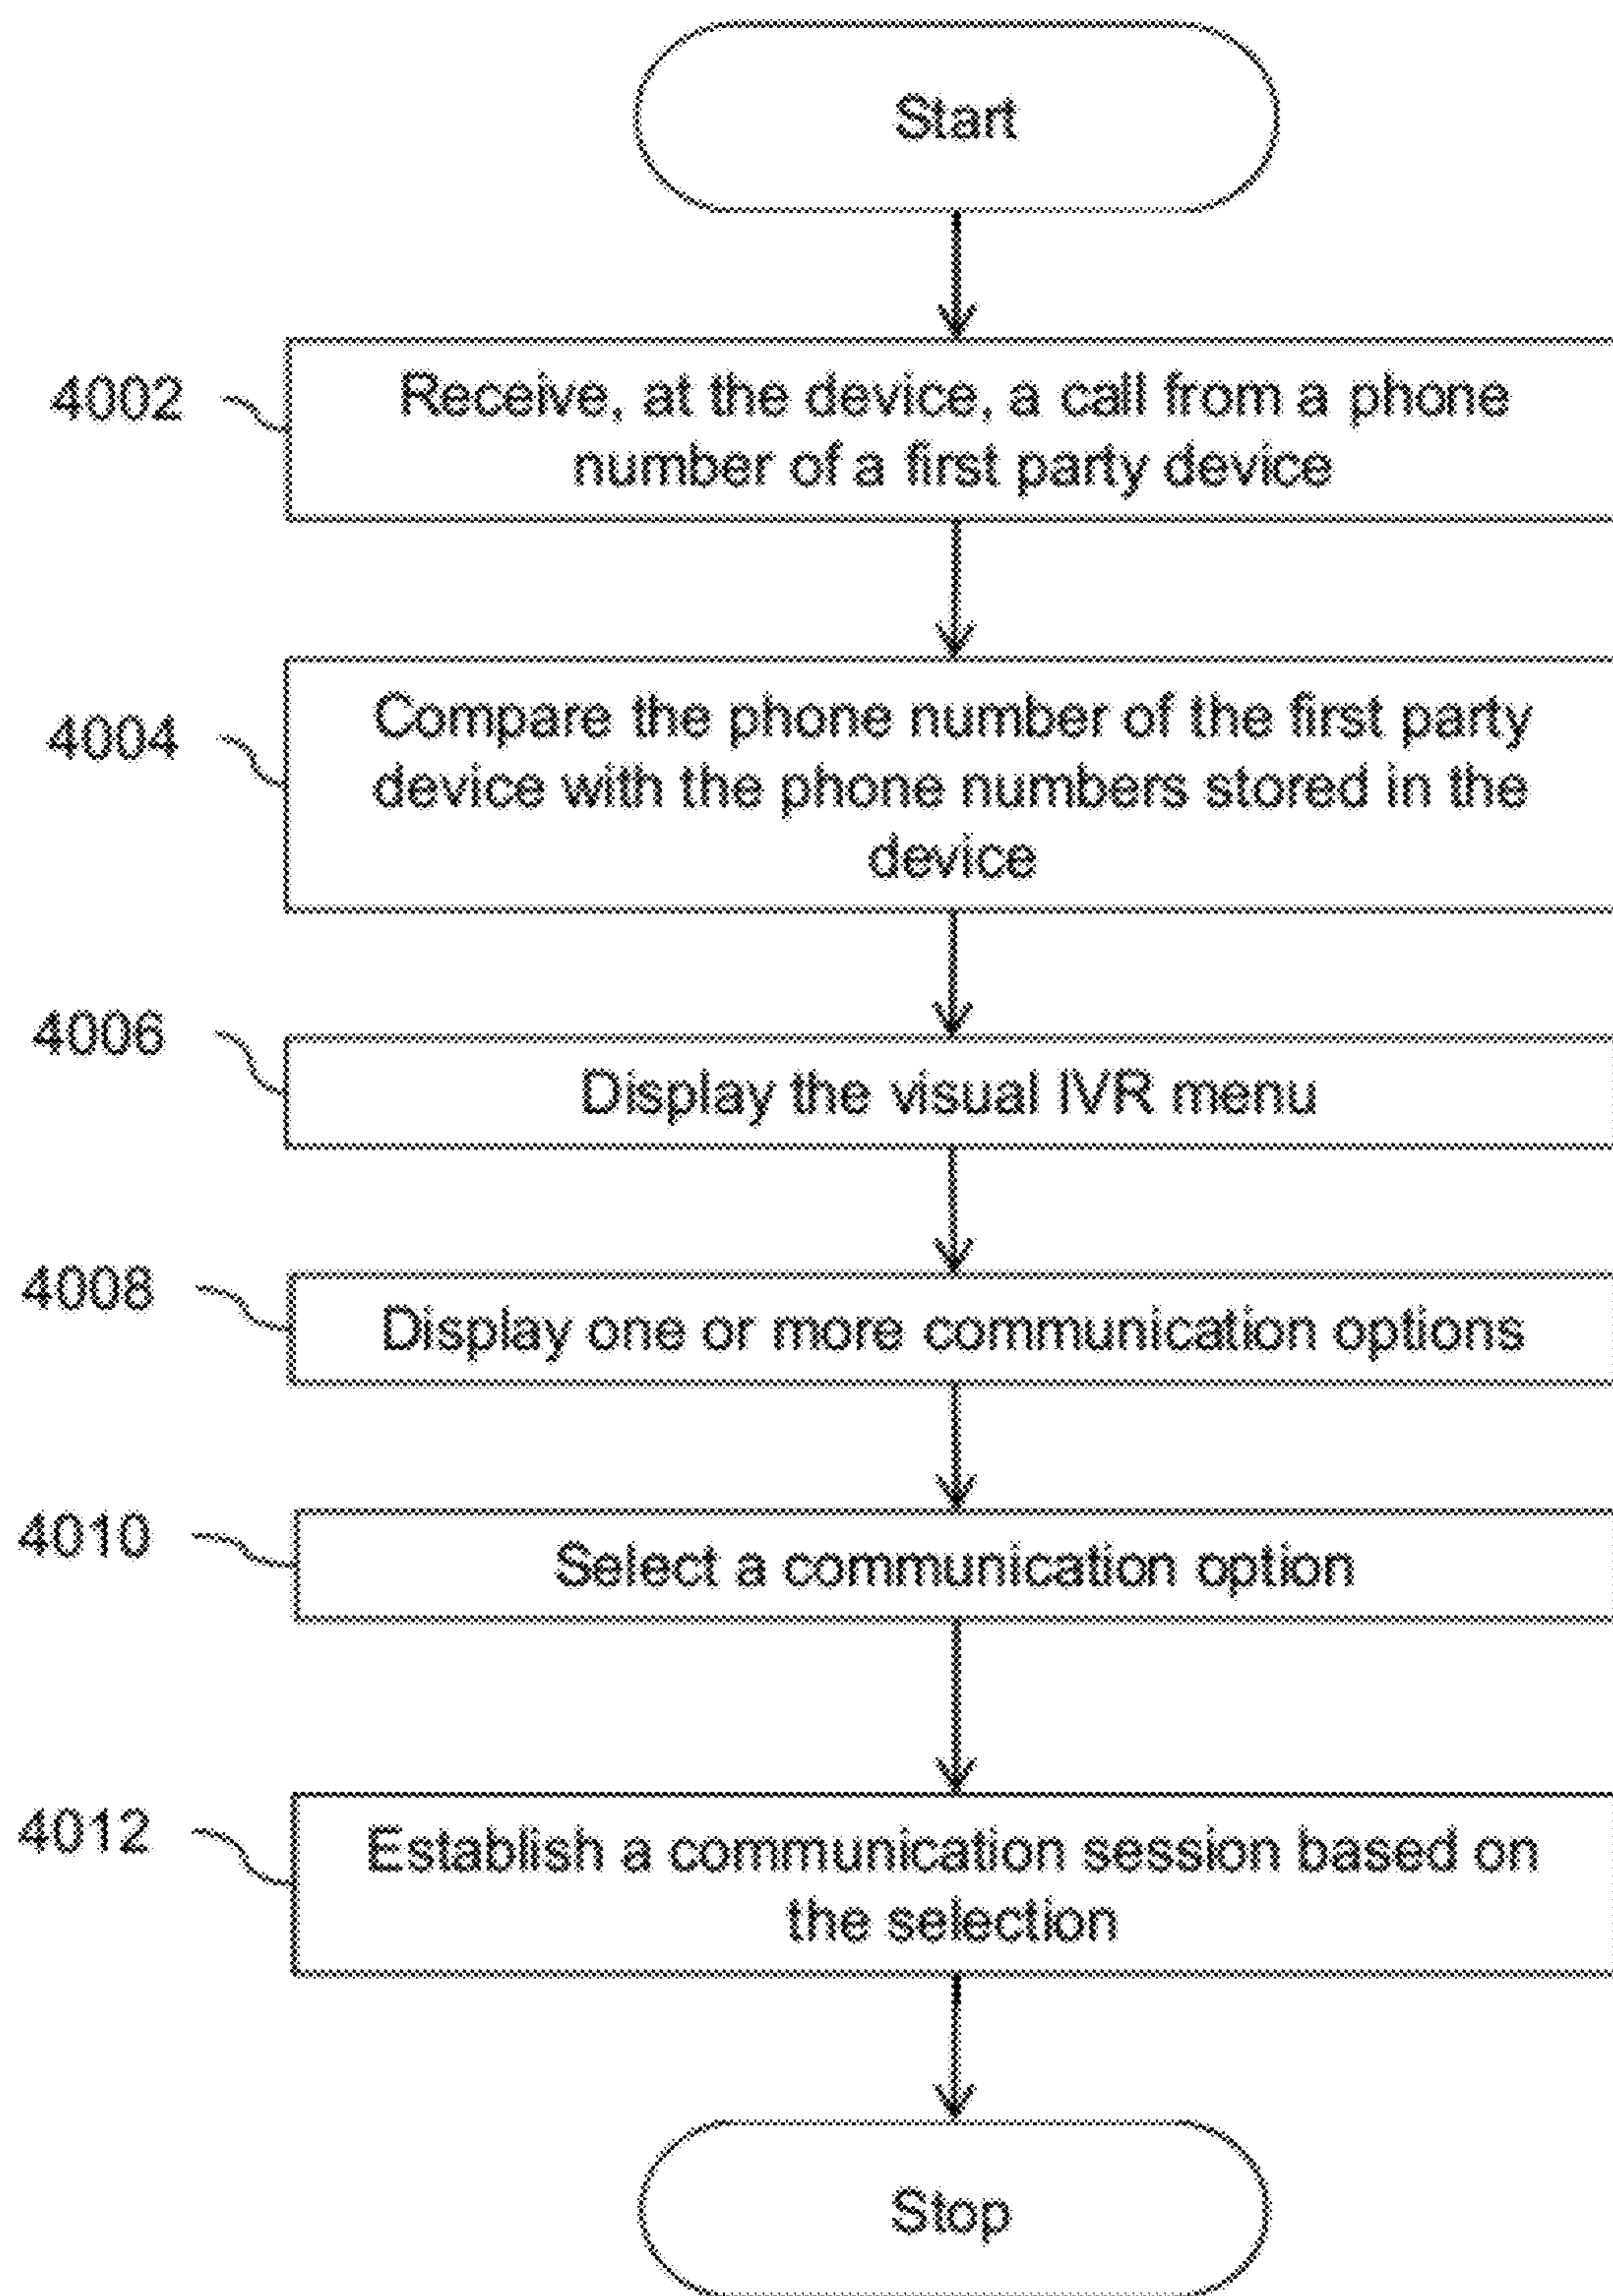 Start
4002
Receive, at the device, a call from a phone
number of a first party device
4004
Compare the phone number of the first party
device with the phone numbers stored in the
device
4006
Display the visual IVR menu
4008
Display one or more communication options
4010
Select a communication option
4012
Establish a communication session based on
the selection
Stop